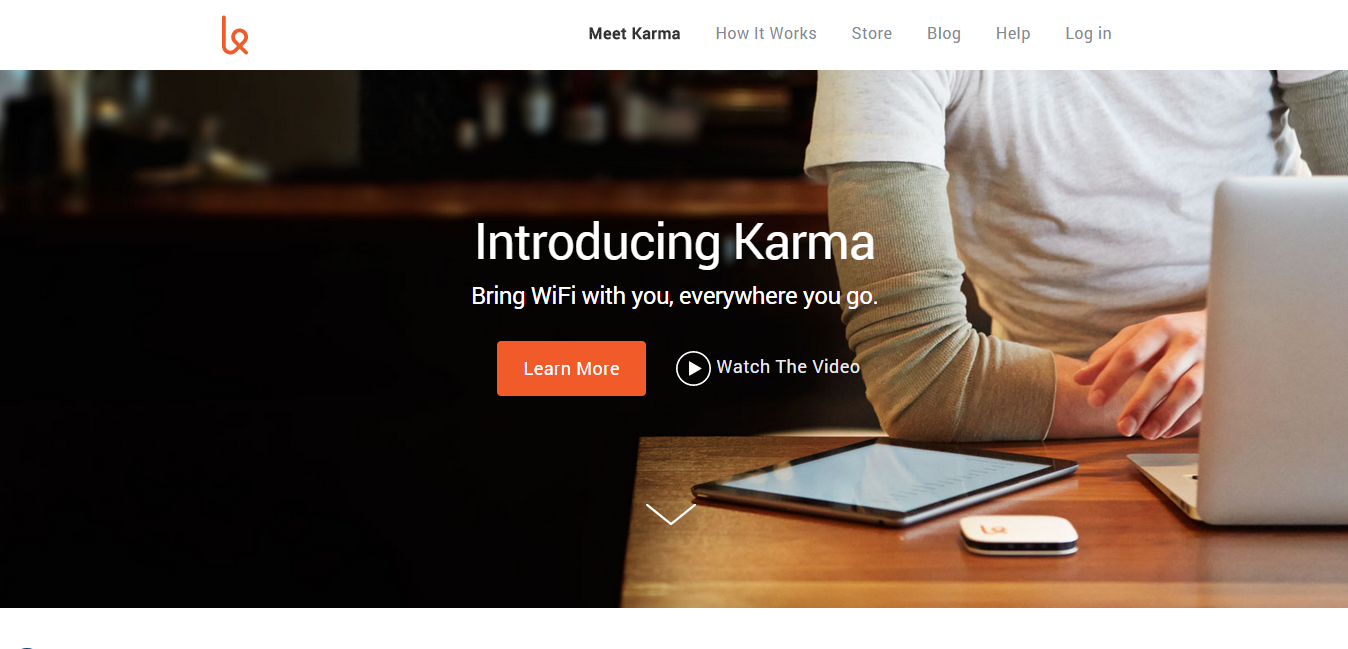 Meet Karma How It Works Store Blog Help Log in
Introducing Karma
Bring WiFi with you, everywhere you go.
Learn More Watch The Video